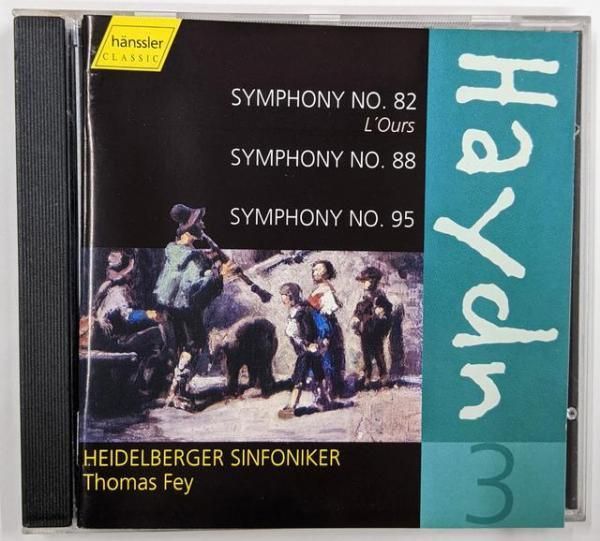 hänssler
CLASSIC
SYMPHONY NO. 82
L'Ours
SYMPHONY NO. 88
SYMPHONY NO. 95
Haydn
HEIDELBERGER SINFONIKER
Thomas Fey
3